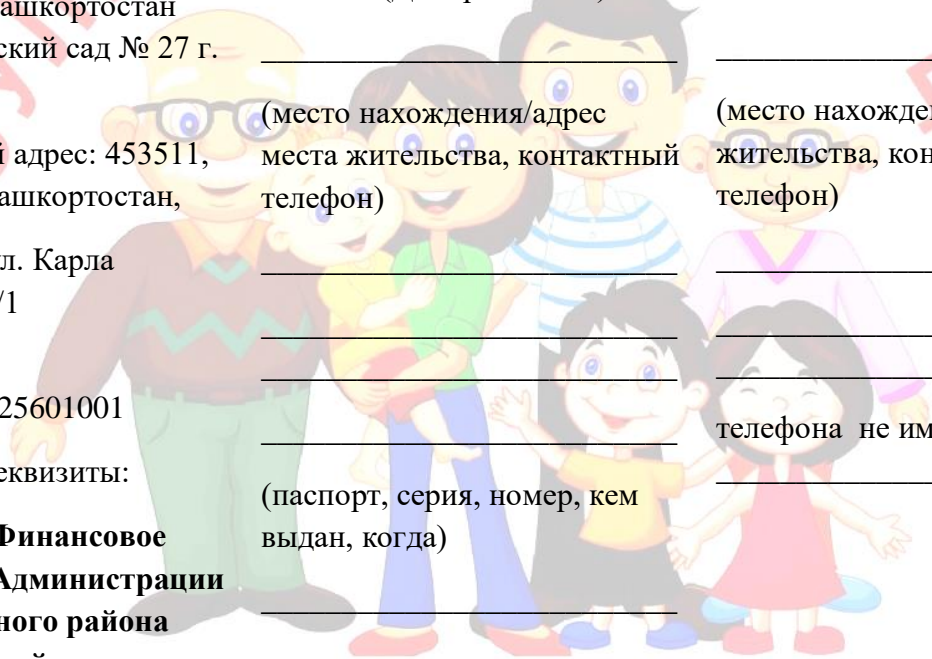 ашкортостан
ский сад № 27 г.
й адрес: 453511,
ашкортостан,
л. Карла
/1
25601001
еквизиты:
Финансовое
Администрации
ного района
(место нахождения/адрес
места жительства, контактный
телефон)
(паспорт, серия, номер, кем
выдан, когда)
(место нахожде
жительства, кон
телефон)
телефона не им